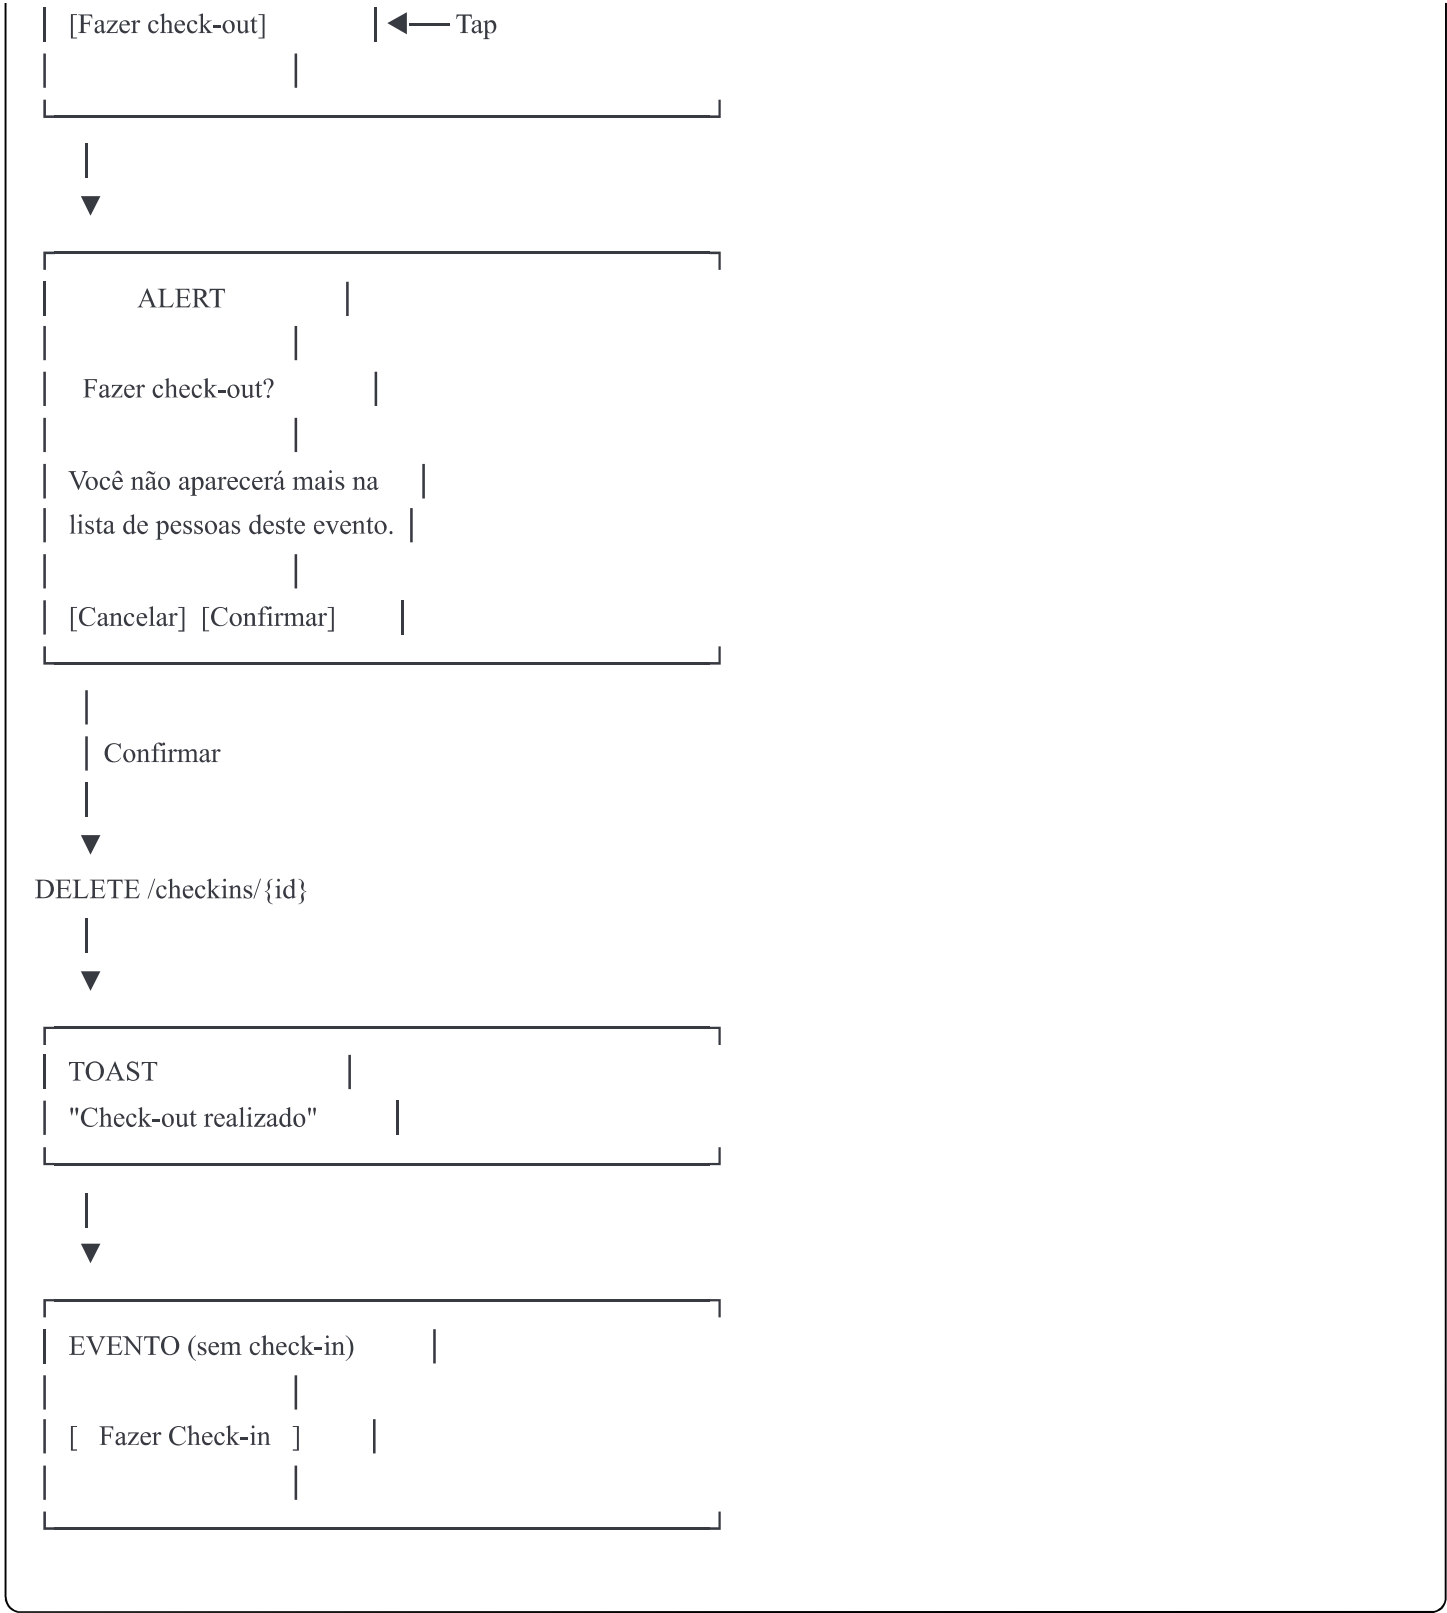 [Fazer check-out] Tap
ALERT
Fazer check-out?
Você não aparecerá mais na
lista de pessoas deste evento.
[Cancelar] [Confirmar]
Confirmar
DELETE /checkins/{id}
TOAST
"Check-out realizado"
EVENTO (sem check-in)
[ Fazer Check-in ]